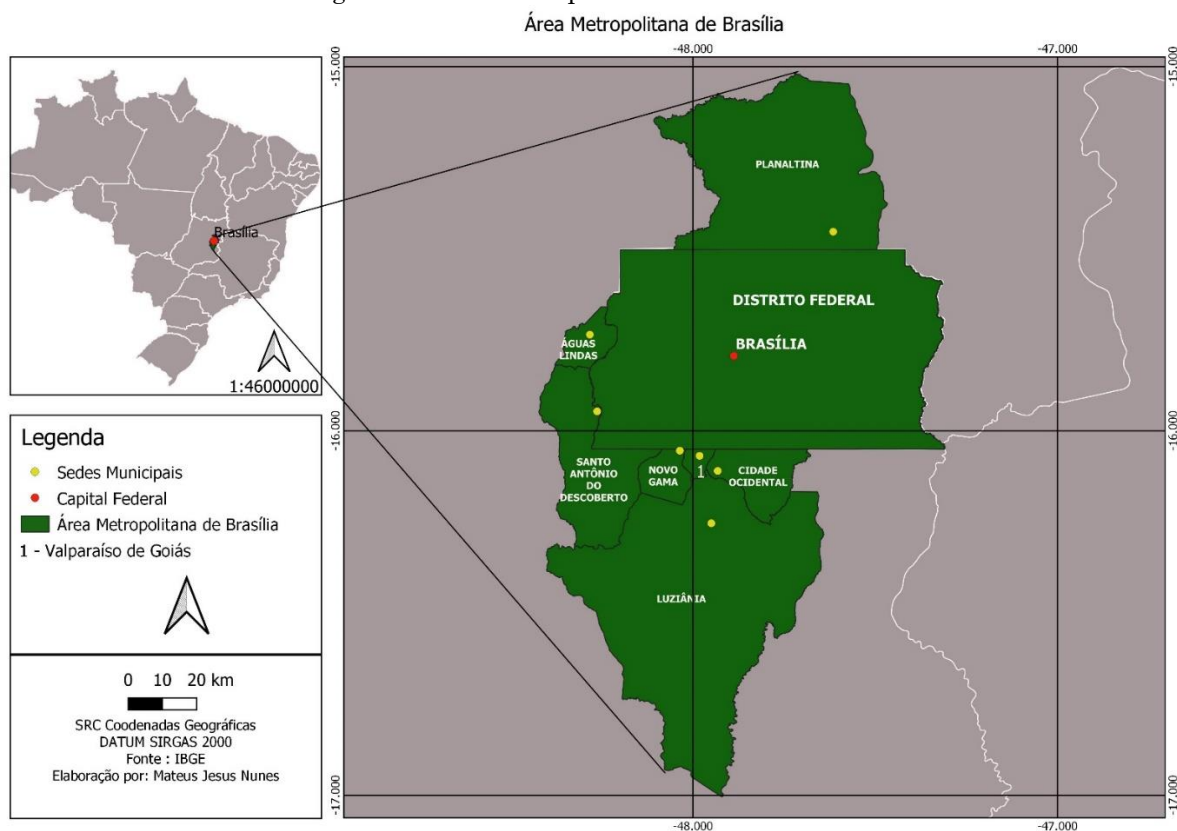 Área Metropolitana de Brasília
-48.000
-47.000
-15.000
-15.000
Brasília
1:46000000
PLANALTINA
DISTRITO FEDERAL
BRASÍLIA
ÁGUAS
LINDAS
-16.000
-16.000
SANTO
ANTÔNIO
DO
DESCOBERTO
NOVO
GAMA
1
CIDADE
OCIDENTAL
LUZIÂNIA
-17.000
-17.000
-48.000
-47.000
Legenda
Sedes Municipais
Capital Federal
Área Metropolitana de Brasília
1 - Valparaíso de Goiás
0 10 20 km
SRC Coodenadas Geográficas
DATUM SIRGAS 2000
Fonte : IBGE
Elaboração por: Mateus Jesus Nunes